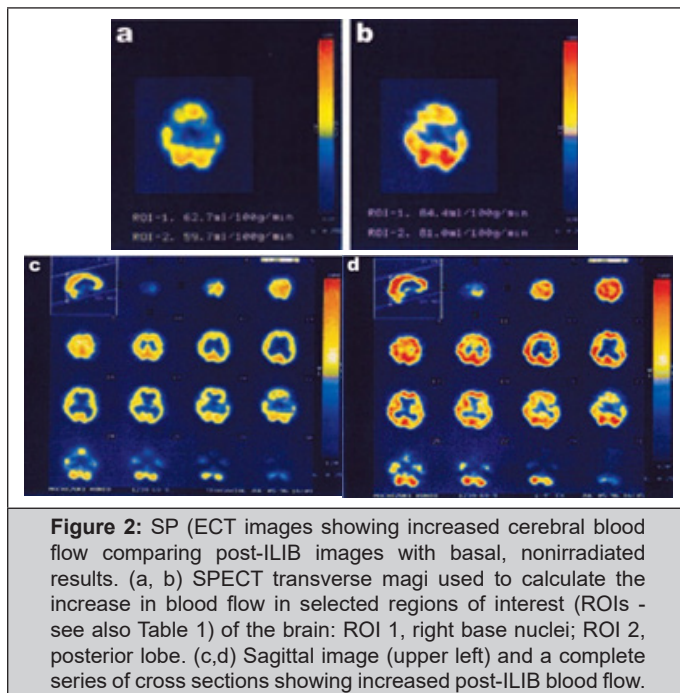 a
b
ROI-1. 62.7ml/100g/min
ROI-2. 59.7ml/100g/min
ROI-1. 84.4ml/100g/min
ROI-2. 81.0ml/100g/min
c
d
Figure 2: SP (ECT images showing increased cerebral blood
flow comparing post-ILIB images with basal, nonirradiated
results. (a, b) SPECT transverse magi used to calculate the
increase in blood flow in selected regions of interest (ROIs -
see also Table 1) of the brain: ROI 1, right base nuclei; ROI 2,
posterior lobe. (c,d) Sagittal image (upper left) and a complete
series of cross sections showing increased post-ILIB blood flow.